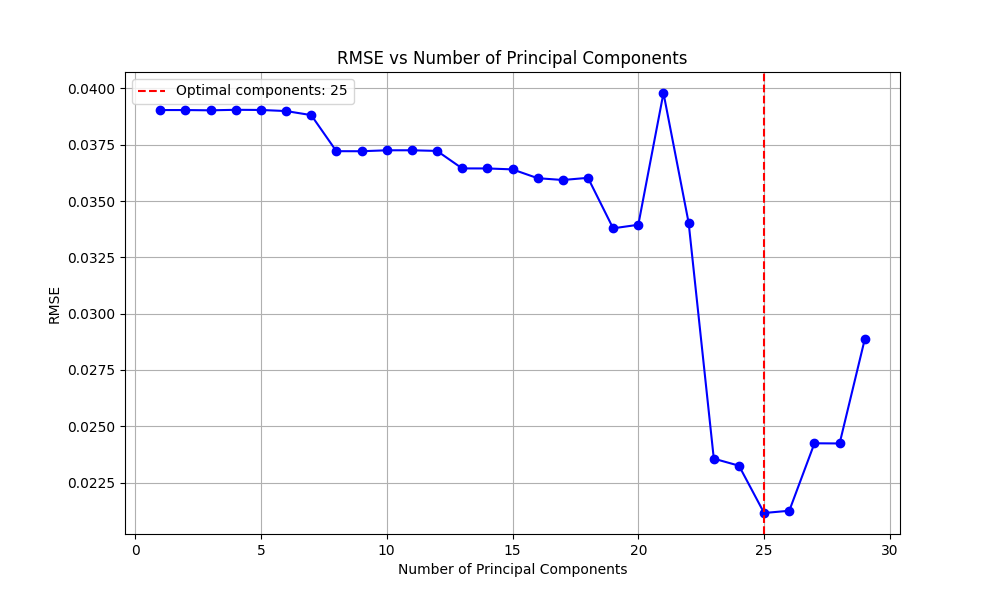 RMSE vs Number of Principal Components
Optimal components: 25
0.0400
0.0375
0.0350
0.0325
0.0300
0.0275
0.0250
0.0225
RMSE
0 5 10 15 20 25 30
Number of Principal Components